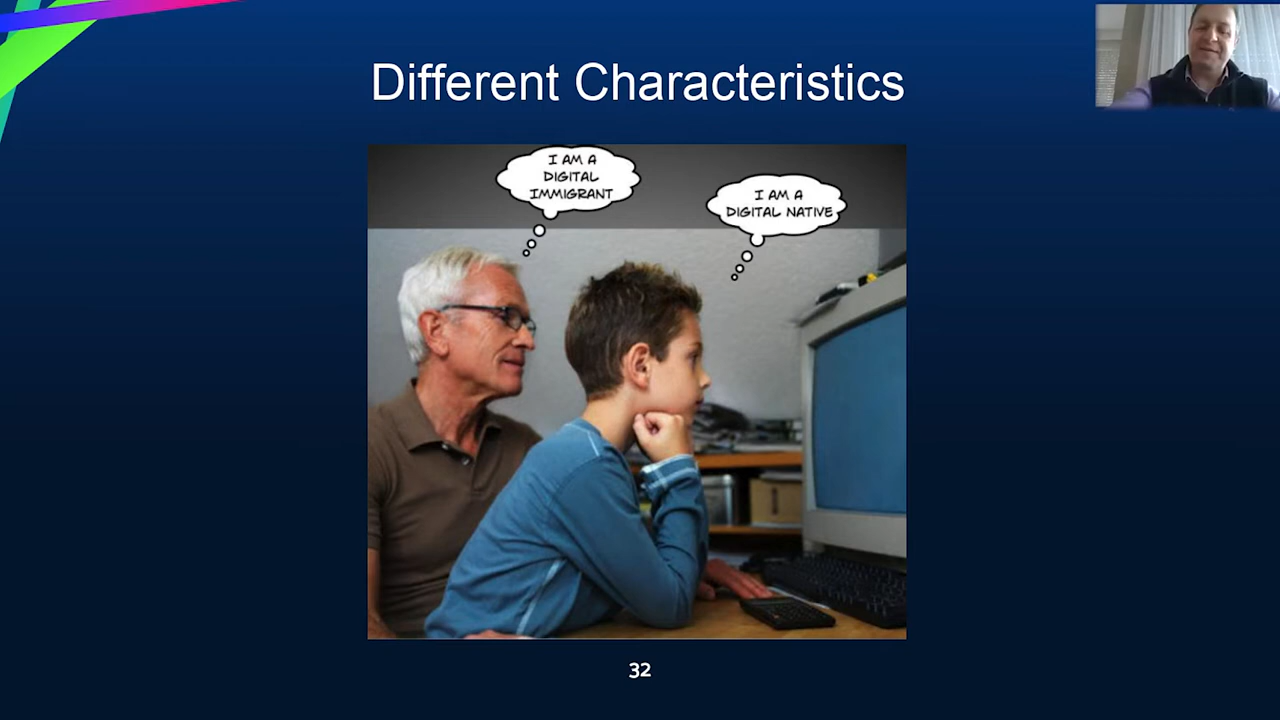 Different Characteristics
I AM A
DIGITAL
IMMIGRANT
I AM A
DIGITAL NATIVE
32